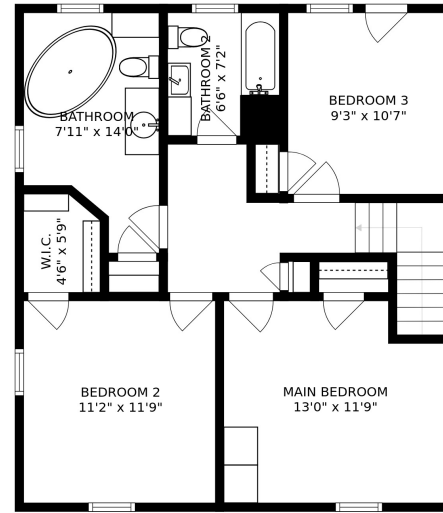 BATHROOM
7'11" x 14'0"
BATHROOM 2
6'6" x 7'2"
BEDROOM 3
9'3" x 10'7"
W.I.C.
4'6" x 5'9"
BEDROOM 2
11'2" x 11'9"
MAIN BEDROOM
13'0" x 11'9"